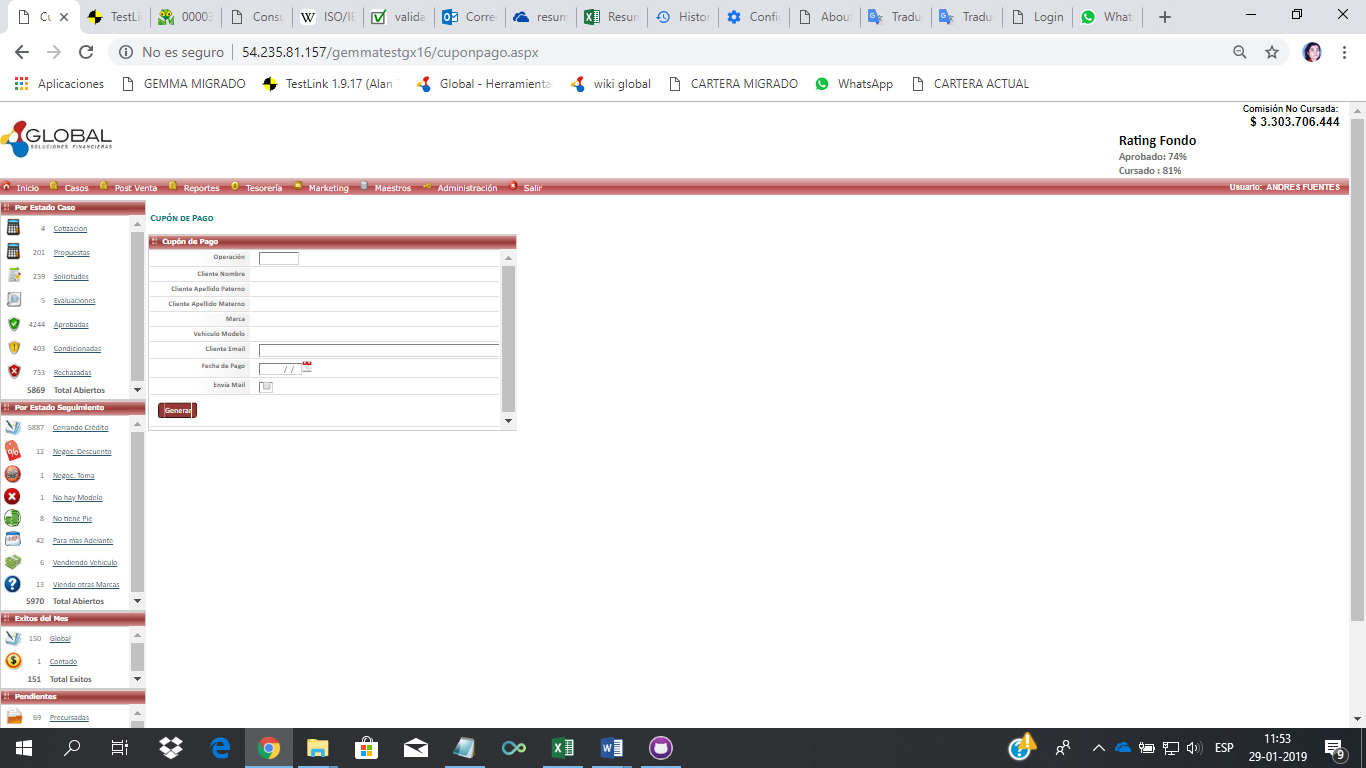 Cu
TestLi
00003
Consu
ISO/IE
valida
Corre
resum
Resun
Histor
Config
About
Tradu
Tradu
Login
What
No es seguro
54.235.81.157/gemmatestgx16/cuponpago.aspx
Aplicaciones
GEMMA MIGRADO
TestLink 1.9.17 (Alan
Global - Herramienta
wiki global
CARTERA MIGRADO
WhatsApp
CARTERA ACTUAL
GLOBAL
SOLUCIONES FINANCIERAS
Comisión No Cursada:
$ 3.303.706.444
Rating Fondo
Aprobado: 74%
Cursado : 81%
Inicio Casos Post Venta Reportes Tesorería Marketing Maestros Administración Salir
Usuario: ANDRES FUENTES
Por Estado Caso
4 Cotizacion
201 Propuestas
259 Solicitudes
5 Evaluaciones
4244 Aprobadas
403 Condicionadas
753 Rechazadas
5869 Total Abiertos
Por Estado Seguimiento
5887 Cerrando Crédito
12 Negoc. Descuento
1 Negoc. Toma
1 No hay Modelo
8 No tiene Pie
42 Para mas Adelante
6 Vendiendo Vehiculo
13 Viendo otras Marcas
5970 Total Abiertos
Exitos del Mes
150 Global
1 Contado
151 Total Exitos
Pendientes
69 Precursadas
Cupón de Pago
Cupón de Pago
Operación
Cliente Nombre
Cliente Apellido Paterno
Cliente Apellido Materno
Marca
Vehiculo Modelo
Cliente Email
Fecha de Pago / /
Envía Mail
Generar
ESP
11:53
29-01-2019
9